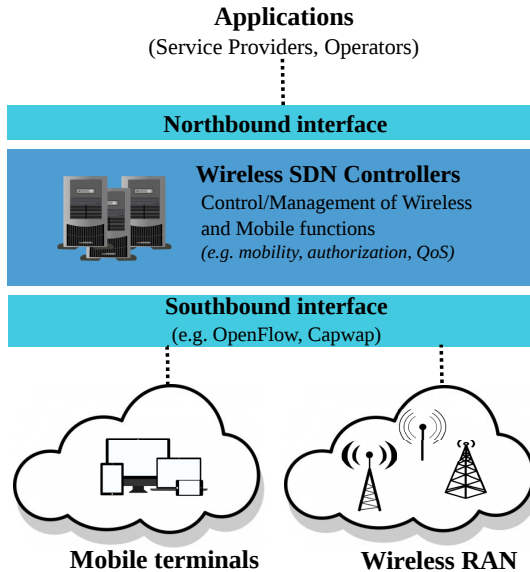 Applications
(Service Providers, Operators)
Northbound interface
Wireless SDN Controllers
Control/Management of Wireless
and Mobile functions
(e.g. mobility, authorization, QoS)
Southbound interface
(e.g. OpenFlow, Capwap)
Mobile terminals
Wireless RAN